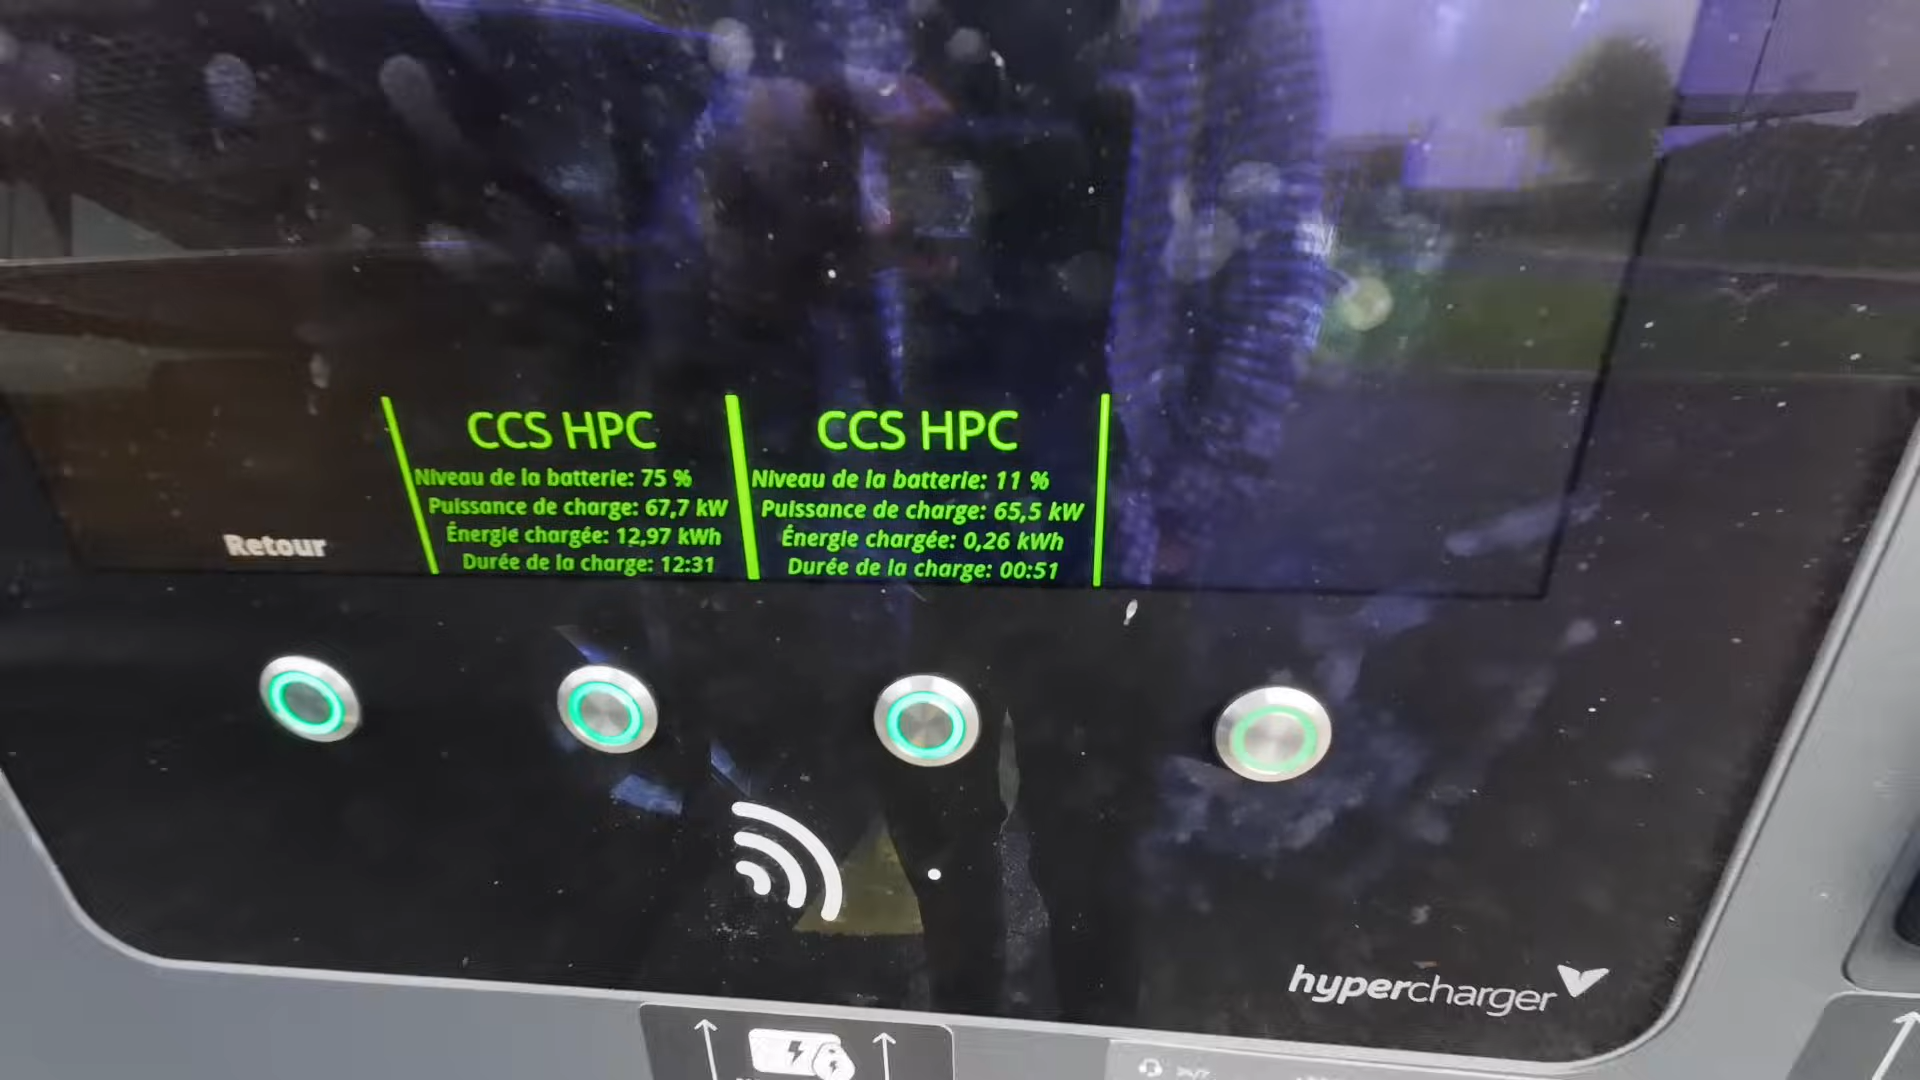 CCS HPC
Niveau de la batterie: 75 %
Puissance de charge: 67,7 kW
Énergie chargée: 12,97 kWh
Durée de la charge: 12:31
CCS HPC
Niveau de la batterie: 11 %
Puissance de charge: 65,5 kW
Énergie chargée: 0,26 kWh
Durée de la charge: 00:51
Retour
hypercharger